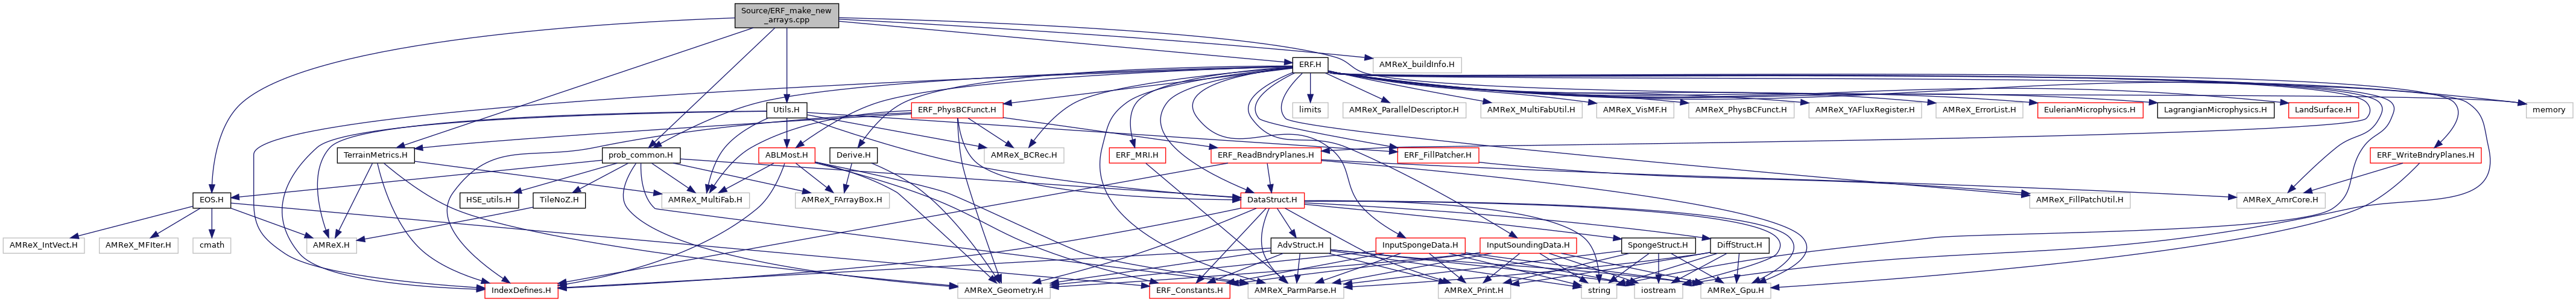 Source/ERF_make_new
_arrays.cpp
ERF.H
AMReX_buildInfo.H
Utils.H
ERF_PhysBCFunct.H
limits
AMReX_ParallelDescriptor.H
AMReX_MultiFabUtil.H
AMReX_VisMF.H
AMReX_PhysBCFunct.H
AMReX_YAFluxRegister.H
AMReX_ErrorList.H
EulerianMicrophysics.H
LagrangianMicrophysics.H
LandSurface.H
memory
TerrainMetrics.H
prob_common.H
ABLMost.H
Derive.H
AMReX_BCRec.H
ERF_MRI.H
ERF_ReadBndryPlanes.H
ERF_FillPatcher.H
ERF_WriteBndryPlanes.H
EOS.H
HSE_utils.H
TileNoZ.H
AMReX_MultiFab.H
AMReX_FArrayBox.H
DataStruct.H
AMReX_FillPatchUtil.H
AMReX_AmrCore.H
AMReX_IntVect.H
AMReX_MFIter.H
cmath
AMReX.H
AdvStruct.H
InputSpongeData.H
InputSoundingData.H
SpongeStruct.H
DiffStruct.H
IndexDefines.H
AMReX_Geometry.H
ERF_Constants.H
AMReX_ParmParse.H
AMReX_Print.H
string
iostream
AMReX_Gpu.H